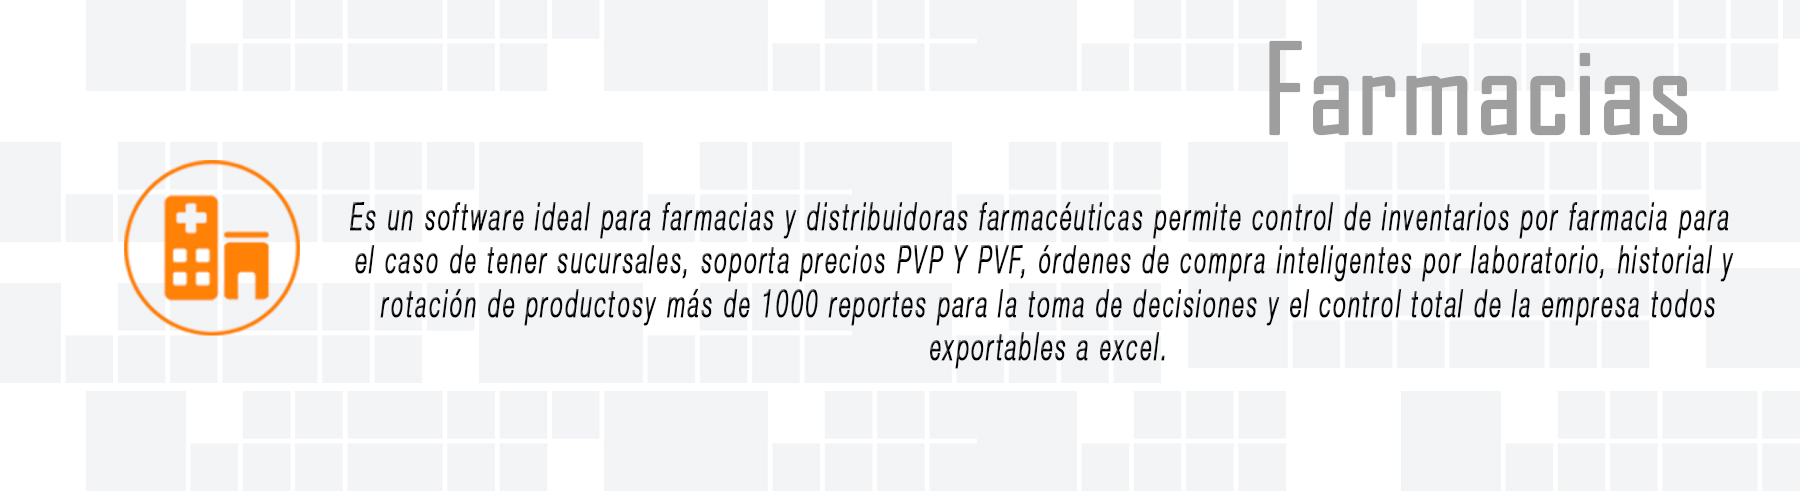 Farmacias
Es un software ideal para farmacias y distribuidoras farmacéuticas permite control de inventarios por farmacia para
el caso de tener sucursales, soporta precios PVP Y PVF, órdenes de compra inteligentes por laboratorio, historial y
rotación de productosy más de 1000 reportes para la toma de decisiones y el control total de la empresa todos
exportables a excel.